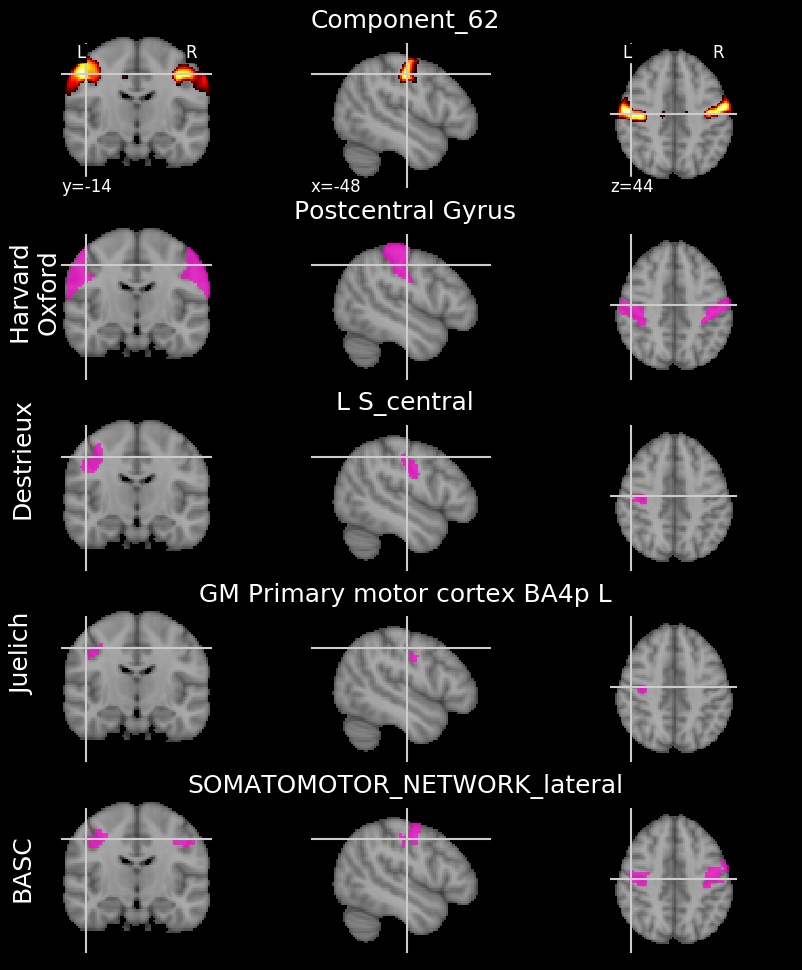 Component_62
L R
L R
y=-14 x=-48 z=44
Postcentral Gyrus
Harvard
Oxford
L S_central
Destrieux
GM Primary motor cortex BA4p L
Juelich
SOMATOMOTOR_NETWORK_lateral
BASC